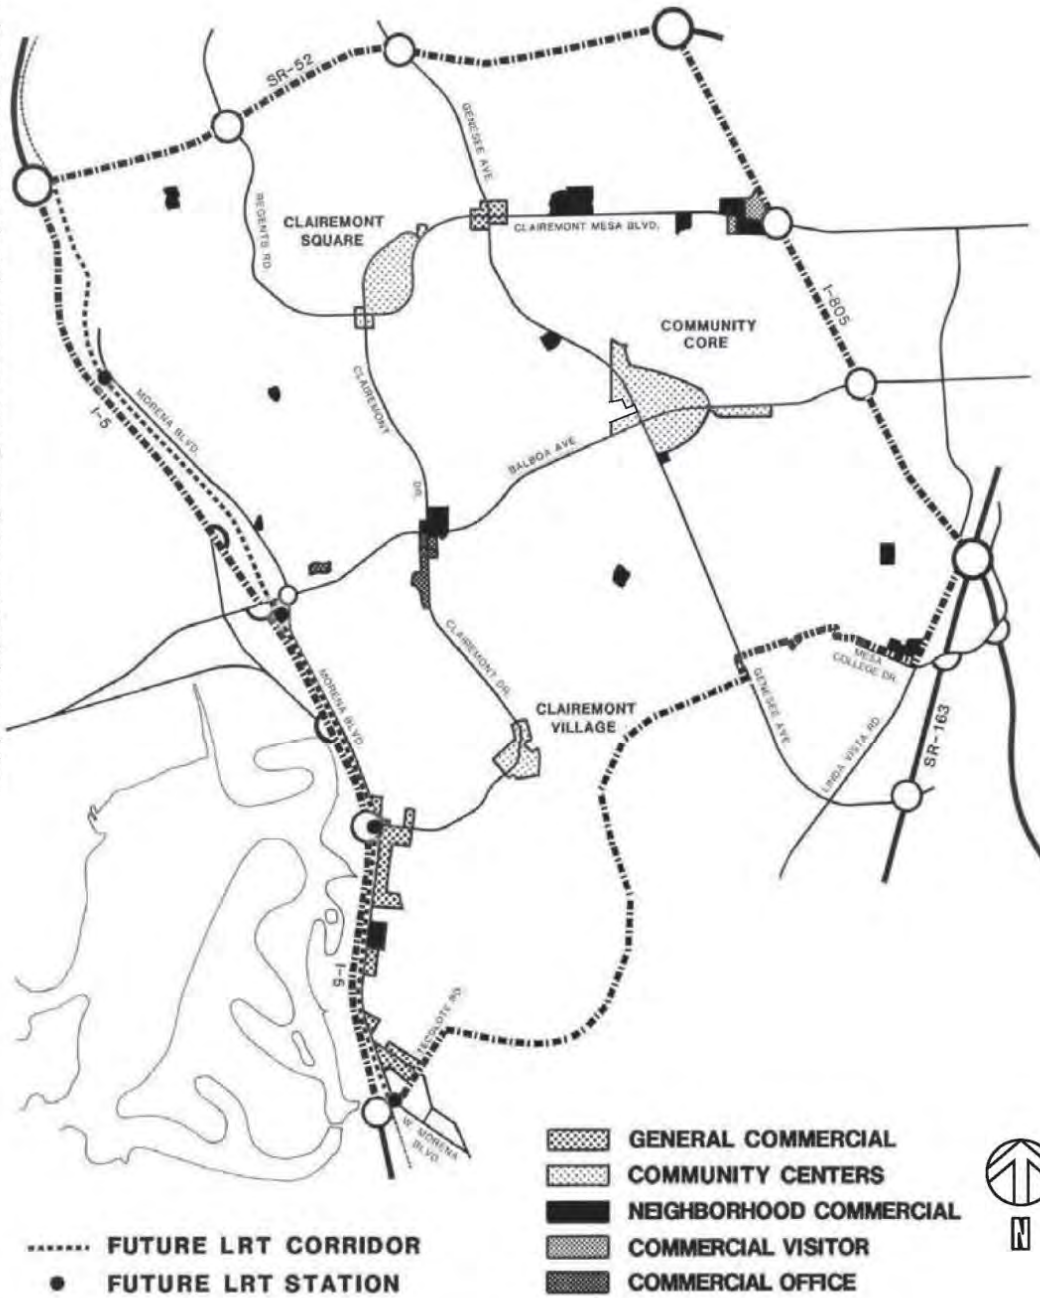 SR-52
GENESEE AVE.
REGENTS RD.
CLAIREMONT
SQUARE
CLAIREMONT MESA BLVD.
I-805
COMMUNITY
CORE
MORENA BLVD.
I-5
CLAIREMONT
DR.
BALBOA AVE
CLAIREMONT DR.
MESA
COLLEGE DR.
MORENA BLVD.
CLAIREMONT
VILLAGE
GENESEE AVE
LINDA VISTA RD
SR-163
I-5
TECOLOTE RD.
W. MORENA
BLVD.
GENERAL COMMERCIAL
COMMUNITY CENTERS
NEIGHBORHOOD COMMERCIAL
COMMERCIAL VISITOR
COMMERCIAL OFFICE
N
FUTURE LRT CORRIDOR
FUTURE LRT STATION